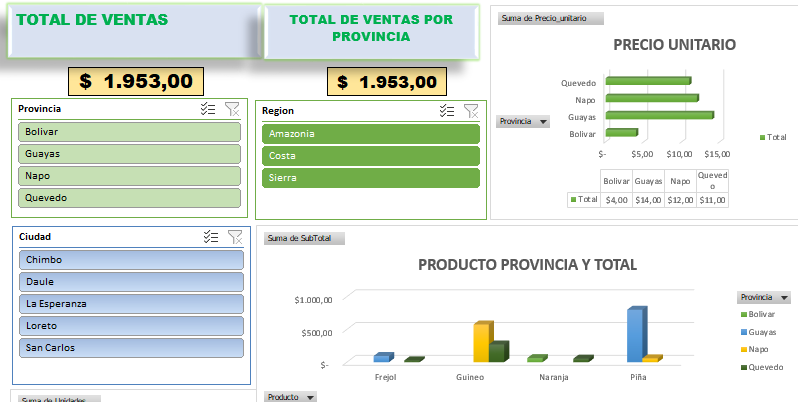 TOTAL DE VENTAS
TOTAL DE VENTAS POR
PROVINCIA
$ 1.953,00
$ 1.953,00
Provincia
Bolivar
Guayas
Napo
Quevedo
Region
Amazonia
Costa
Sierra
Suma de Precio_unitario
PRECIO UNITARIO
Provincia
Quevedo
Napo
Guayas
Bolivar
$- $5,00 $10,00 $15,00
Total
Bolivar Guayas Napo Queved
o
Total $4,00 $14,00 $12,00 $11,00
Ciudad
Chimbo
Daule
La Esperanza
Loreto
San Carlos
Suma de SubTotal
PRODUCTO PROVINCIA Y TOTAL
$1.000,00
$500,00
$-
Frejol Guineo Naranja Piña
Provincia
Bolivar
Guayas
Napo
Quevedo
Suma de Unidades
Producto